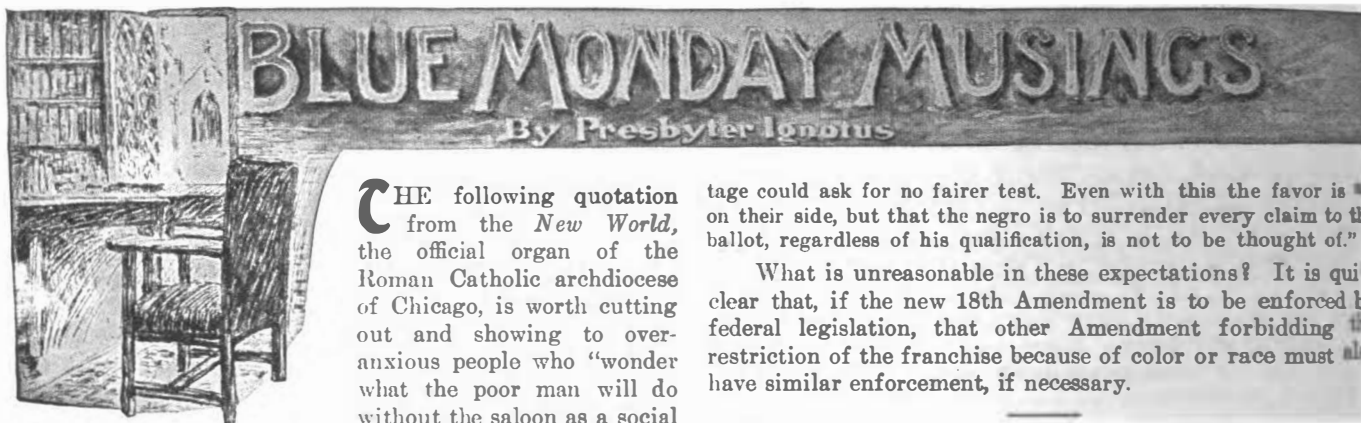 BLUE MONDAY MUSINGS
By Presbyter Ignotus
THE following quotation
from the New World,
the official organ of the
Roman Catholic archdiocese
of Chicago, is worth cutting
out and showing to over-
anxious people who "wonder
what the poor man will do
without the saloon as a social
tage could ask for no fairer test. Even with this the favor is
on their side, but that the negro is to surrender every claim to
ballot, regardless of his qualification, is not to be thought of."
What is unreasonable in these expectations? It is
clear that, if the new 18th Amendment is to be enforced
federal legislation, that other Amendment forbidding
restriction of the franchise because of color or race must
have similar enforcement, if necessary.